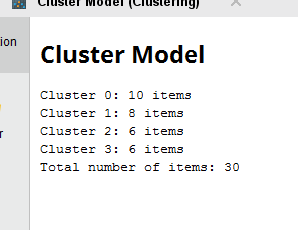 Cluster Model (Clustering)
ion
Cluster Model
Cluster 0: 10 items
Cluster 1: 8 items
Cluster 2: 6 items
Cluster 3: 6 items
r
Total number of items: 30